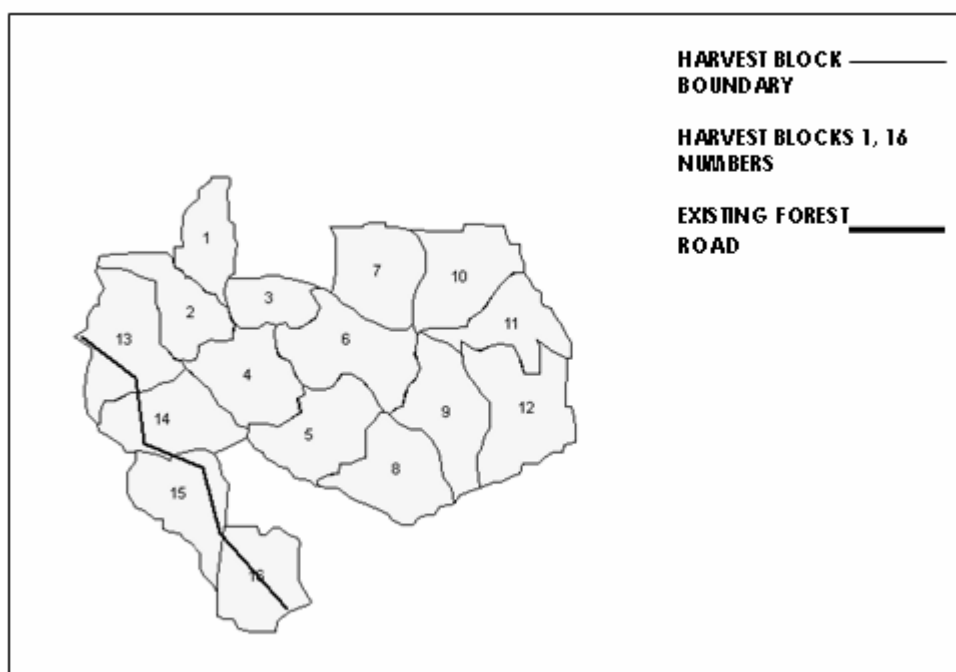 HARVEST BLOCK
BOUNDARY
HARVEST BLOCKS 1, 16
NUMBERS
EXISTING FOREST
ROAD
1
7
10
3
2
11
13
6
4
12
9
14
5
8
15
16